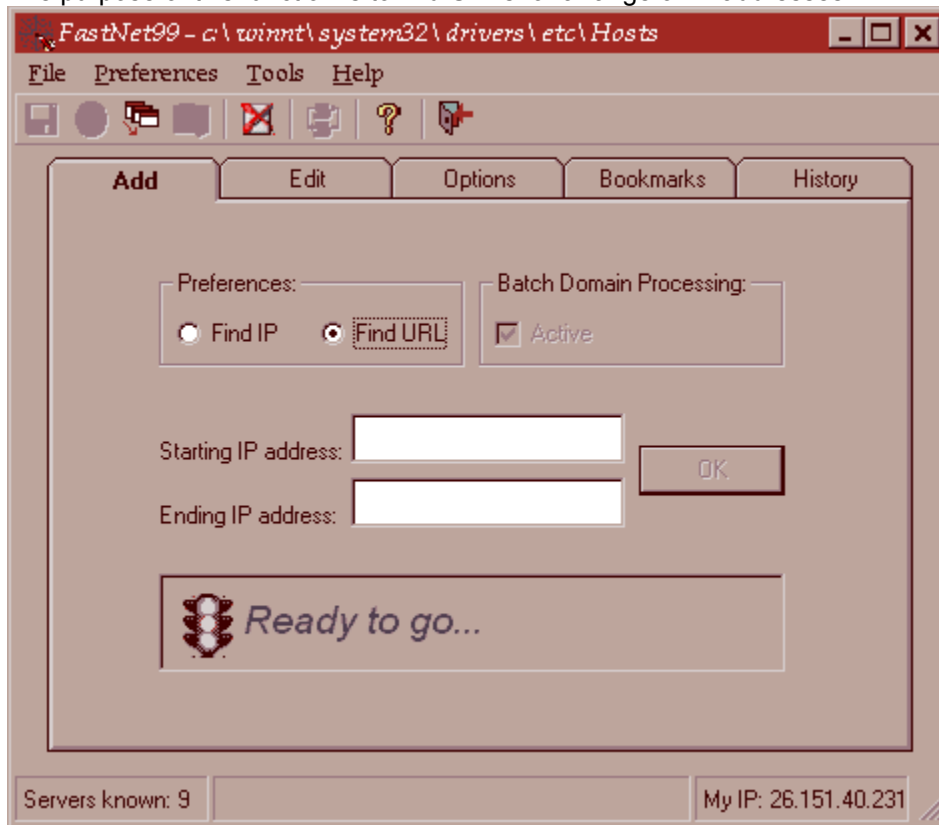 FastNet99 - c:\winnt\system32\drivers\etc\Hosts
File Preferences Tools Help
Add Edit Options Bookmarks History
Preferences: Batch Domain Processing:
Find IP Find URL Active
Starting IP address:
OK
Ending IP address:
Ready to go...
Servers known: 9 My IP: 26.151.40.231